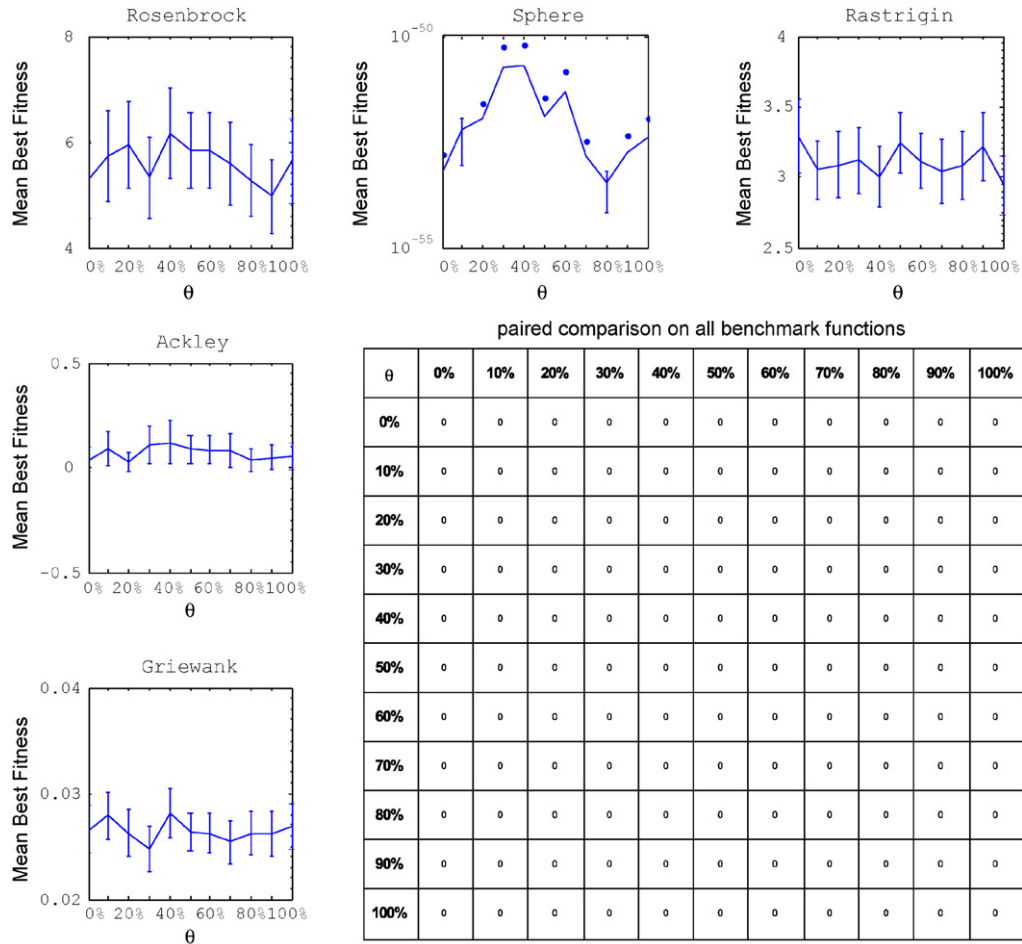 Rosenbrock
Mean Best Fitness
8
6
4
0% 20% 40% 60% 80%100%
θ
Sphere
Mean Best Fitness
10-50
10-55
0% 20% 40% 60% 80%100%
θ
Rastrigin
Mean Best Fitness
4
3.5
3
2.5
0% 20% 40% 60% 80%100%
θ
Ackley
Mean Best Fitness
0.5
0
-0.5
0% 20% 40% 60% 80%100%
θ
Griewank
Mean Best Fitness
0.04
0.03
0.02
0% 20% 40% 60% 80%100%
θ
paired comparison on all benchmark functions
θ 0% 10% 20% 30% 40% 50% 60% 70% 80% 90% 100%
0% 0 0 0 0 0 0 0 0 0 0 0
10% 0 0 0 0 0 0 0 0 0 0 0
20% 0 0 0 0 0 0 0 0 0 0 0
30% 0 0 0 0 0 0 0 0 0 0 0
40% 0 0 0 0 0 0 0 0 0 0 0
50% 0 0 0 0 0 0 0 0 0 0 0
60% 0 0 0 0 0 0 0 0 0 0 0
70% 0 0 0 0 0 0 0 0 0 0 0
80% 0 0 0 0 0 0 0 0 0 0 0
90% 0 0 0 0 0 0 0 0 0 0 0
100% 0 0 0 0 0 0 0 0 0 0 0